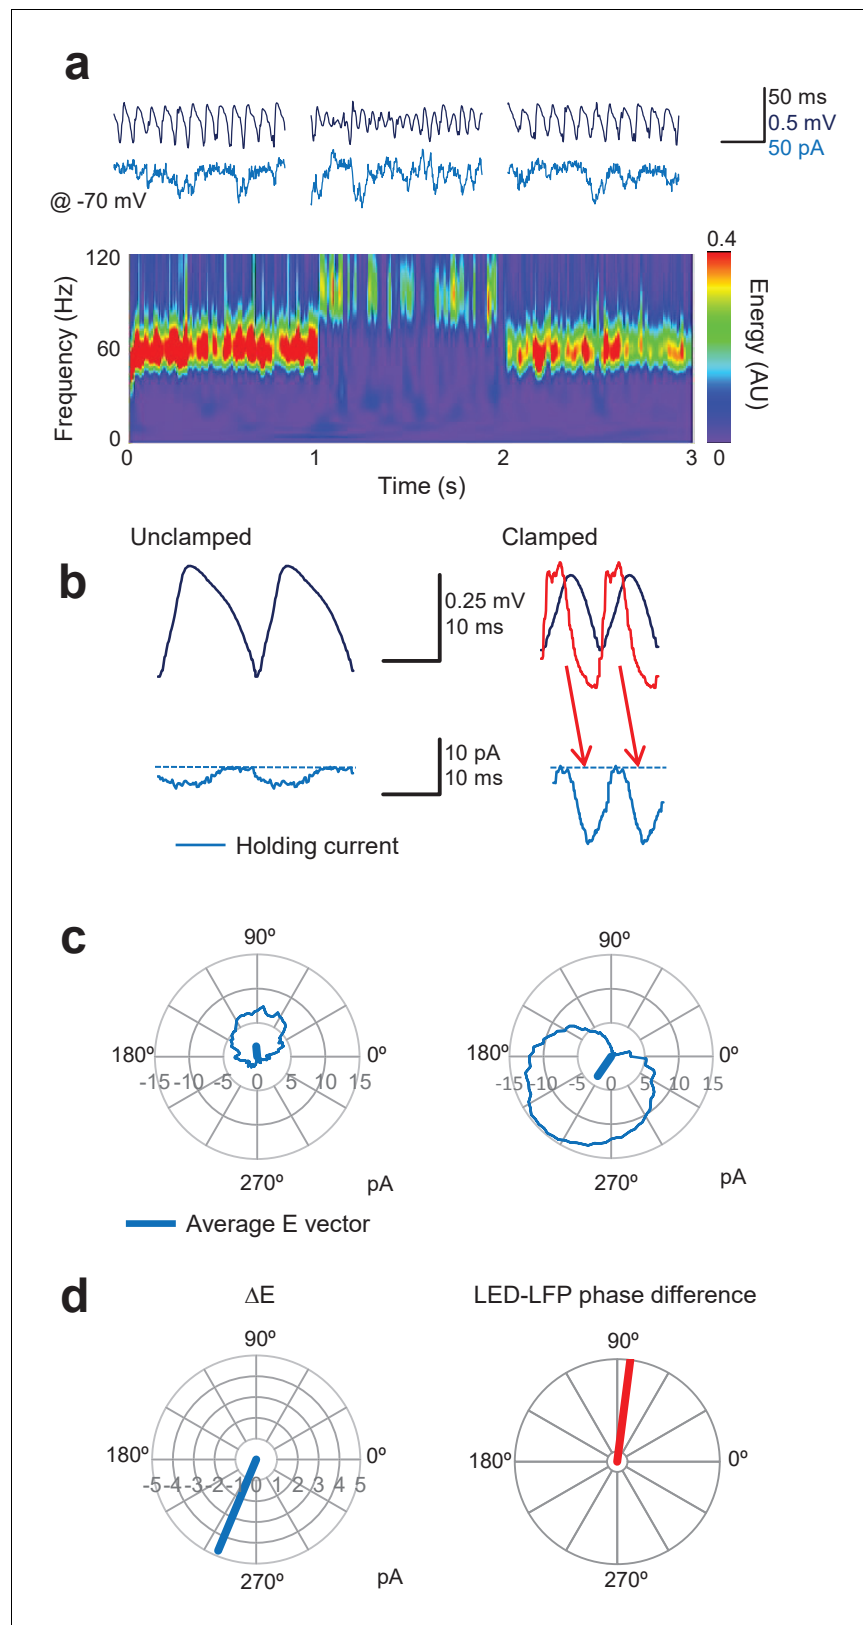 a
50 ms
0.5 mV
50 pA
@ -70 mV
120
60
0
Frequency (Hz)
0 1 2 3
Time (s)
0.4
0
Energy (AU)
Unclamped
Clamped
b
0.25 mV
10 ms
10 pA
10 ms
Holding current
c
90º
180º
0º
-15 -10 -5 0 5 10 15
270º
pA
90º
180º
0º
-15 -10 -5 0 5 10 15
270º
pA
Average E vector
d
ΔE
90º
180º
0º
-5 -4 -3 -2 -1 0 1 2 3 4 5
270º
pA
LED-LFP phase difference
90º
180º
0º
270º